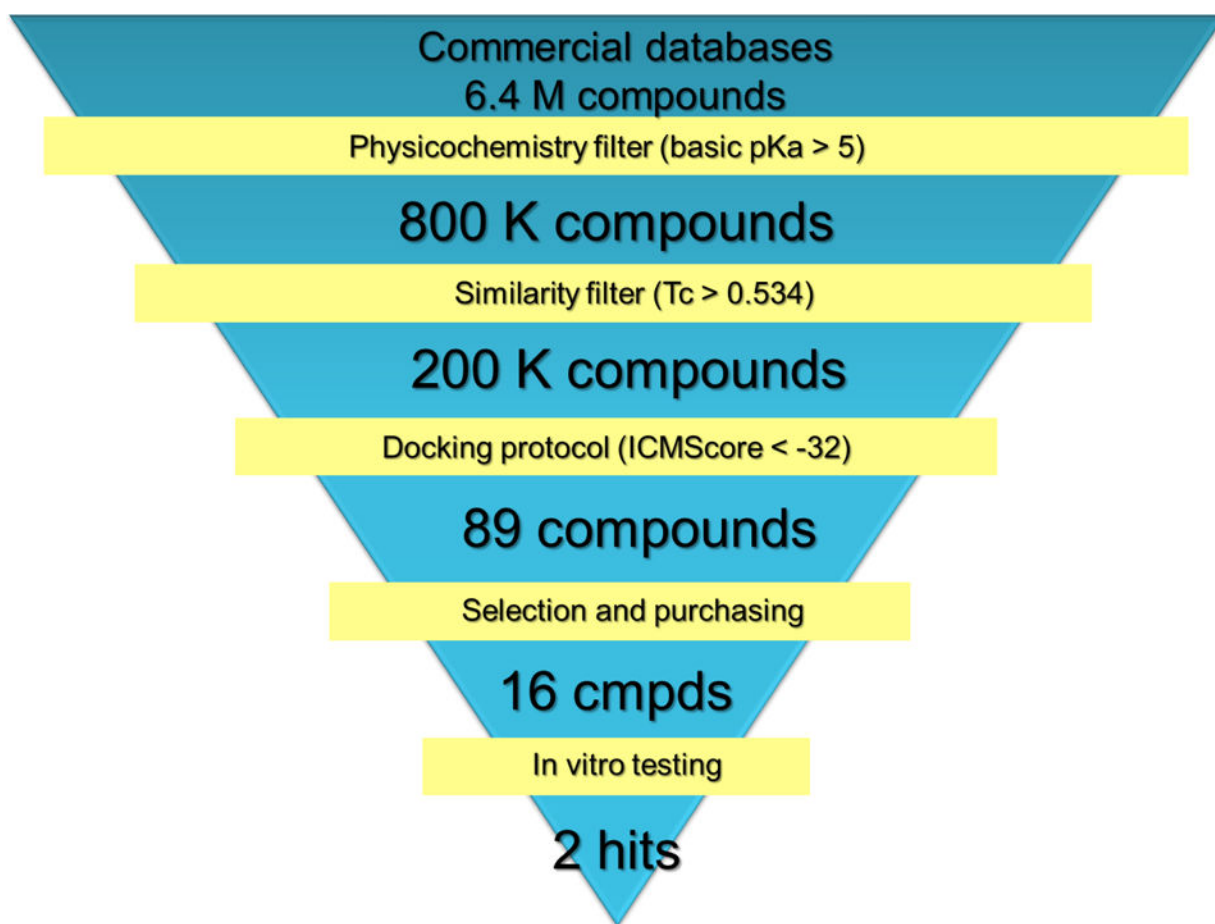 Commercial databases
6.4 M compounds
Physicochemistry filter (basic pKa > 5)
800 K compounds
Similarity filter (Tc > 0.534)
200 K compounds
Docking protocol (ICMScore < -32)
89 compounds
Selection and purchasing
16 cmpds
In vitro testing
2 hits